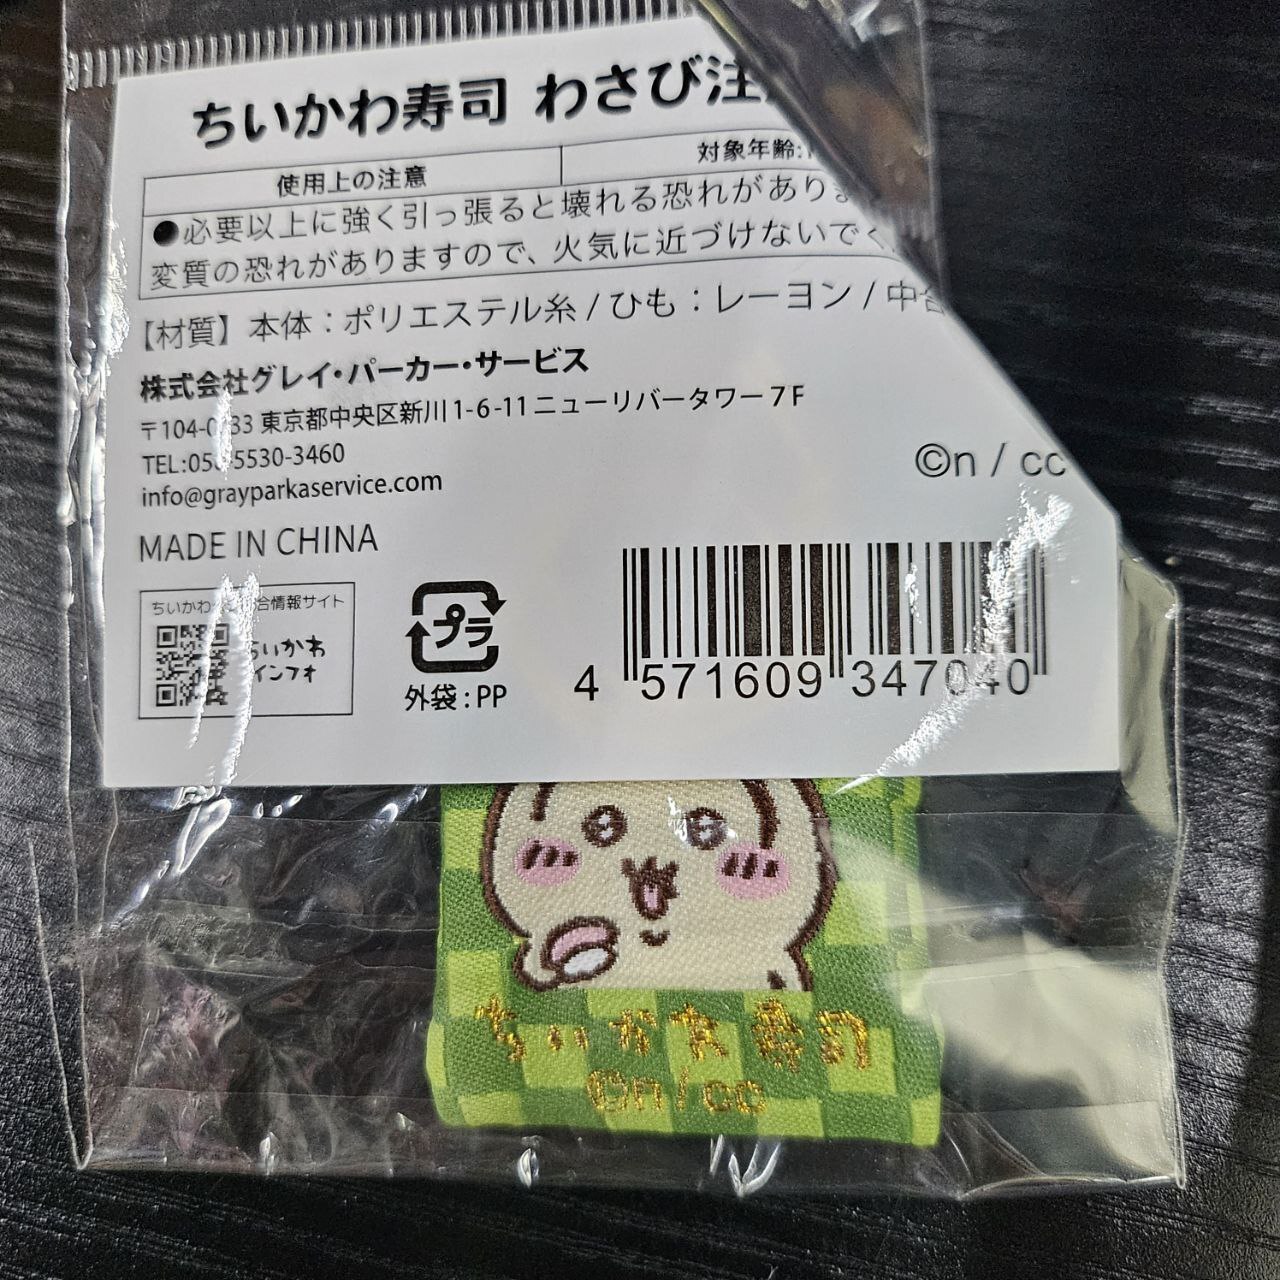 ちいかわ寿司 わさび注
使用上の注意
対象年齢:
●必要以上に強く引っ張ると壊れる恐れがあり
変質の恐れがありますので、火気に近づけないでく
【材質】本体：ポリエステル糸 / ひも：レーヨン / 中
株式会社グレイ・パーカー・サービス
〒104-0033 東京都中央区新川1-6-11ニューリバータワー7F
TEL:050-5530-3460
info@grayparkaservice.com
©n / cc
MADE IN CHINA
ちいかわ 合情報サイト
ちいかわ
インフォ
プラ
外袋:PP
4 571609 347040
ちいかわ寿司
©n / cc